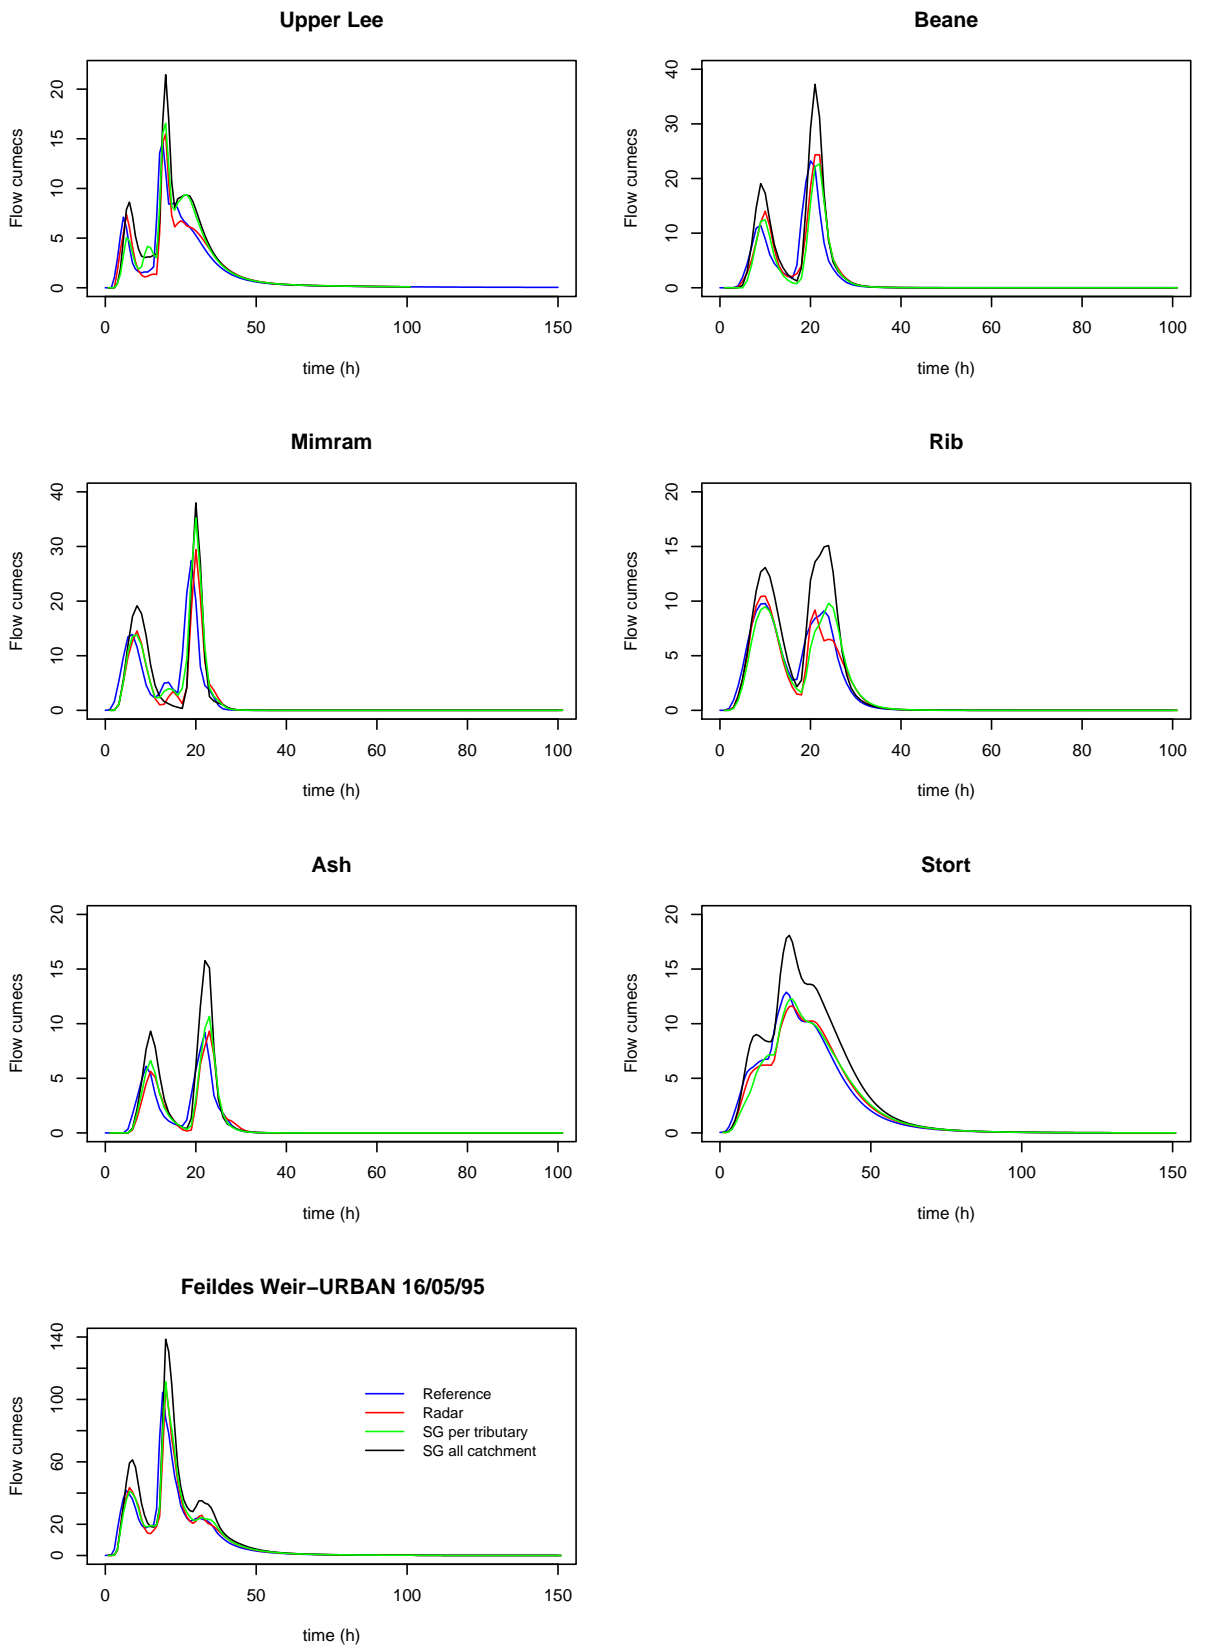 Upper Lee
Flow cumecs
0 5 10 15 20
0 50 100 150
time (h)
Beane
Flow cumecs
0 10 20 30 40
0 20 40 60 80 100
time (h)
Mimram
Flow cumecs
0 10 20 30 40
0 20 40 60 80 100
time (h)
Rib
Flow cumecs
0 5 10 15 20
0 20 40 60 80 100
time (h)
Ash
Flow cumecs
0 5 10 15 20
0 20 40 60 80 100
time (h)
Stort
Flow cumecs
0 5 10 15 20
0 50 100 150
time (h)
Feildes Weir−URBAN 16/05/95
Flow cumecs
0 20 60 100 140
Reference
Radar
SG per tributary
SG all catchment
0 50 100 150
time (h)